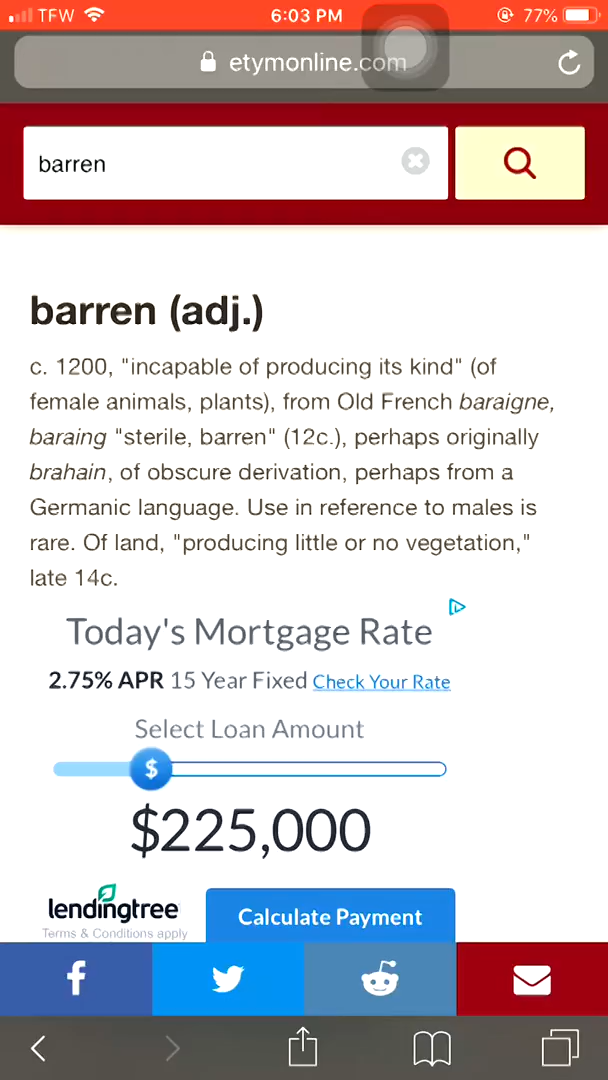 TFW 6:03 PM 77%
etymonline.com
barren
barren (adj.)
c. 1200, "incapable of producing its kind" (of
female animals, plants), from Old French baraigne,
baraing "sterile, barren" (12c.), perhaps originally
brahain, of obscure derivation, perhaps from a
Germanic language. Use in reference to males is
rare. Of land, "producing little or no vegetation,"
late 14c.
Today's Mortgage Rate
2.75% APR 15 Year Fixed Check Your Rate
Select Loan Amount
$
$225,000
lendingtree
Calculate Payment
Terms & Conditions apply